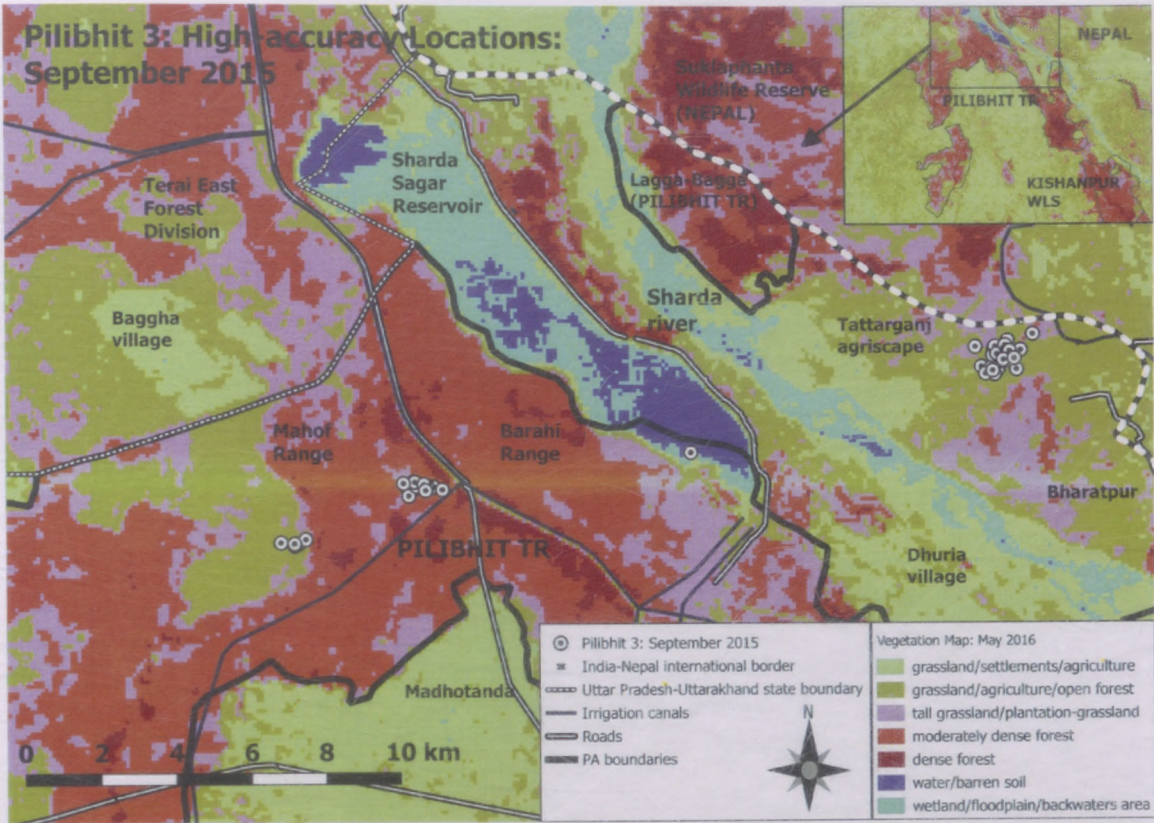 Pilibhit 3: High-accuracy Locations:
September 2015
Suklaphanta
Wildlife Reserve
(NEPAL)
NEPAL
PILIBHIT TR
KISHANPUR
WLS
Sharda
Sagar
Reservoir
Terai East
Forest
Division
Lagga-Bagga
(PILIBHIT TR)
Baggha
village
Sharda
river
Tattarganj
agriscape
Mahof
Range
Barahi
Range
Bharatpur
PILIBHIT TR
Dhuria
village
Madhotanda
0 2 4 6 8 10 km
Pilibhit 3: September 2015
India-Nepal international border
Uttar Pradesh-Uttarakhand state boundary
Irrigation canals
Roads
PA boundaries
N
Vegetation Map: May 2016
grassland/settlements/agriculture
grassland/agriculture/open forest
tall grassland/plantation-grassland
moderately dense forest
dense forest
water/barren soil
wetland/floodplain/backwaters area